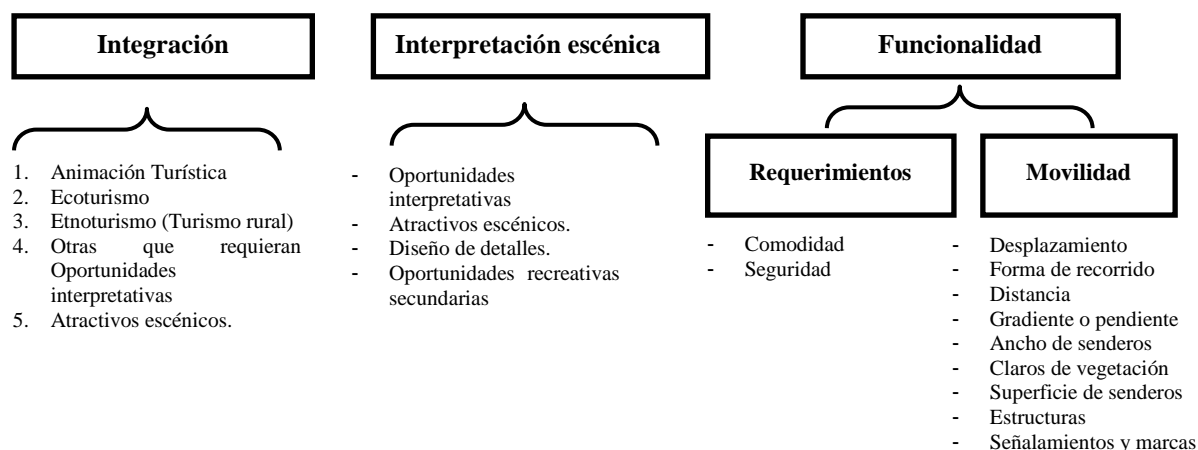 Integración
1. Animación Turística
2. Ecoturismo
3. Etnoturismo (Turismo rural)
4. Otras que requieran
Oportunidades
interpretativas
5. Atractivos escénicos.
Interpretación escénica
- Oportunidades
interpretativas
- Atractivos escénicos.
- Diseño de detalles.
- Oportunidades recreativas
secundarias
Funcionalidad
Requerimientos
- Comodidad
- Seguridad
Movilidad
- Desplazamiento
- Forma de recorrido
- Distancia
- Gradiente o pendiente
- Ancho de senderos
- Claros de vegetación
- Superficie de senderos
- Estructuras
- Señalamientos y marcas